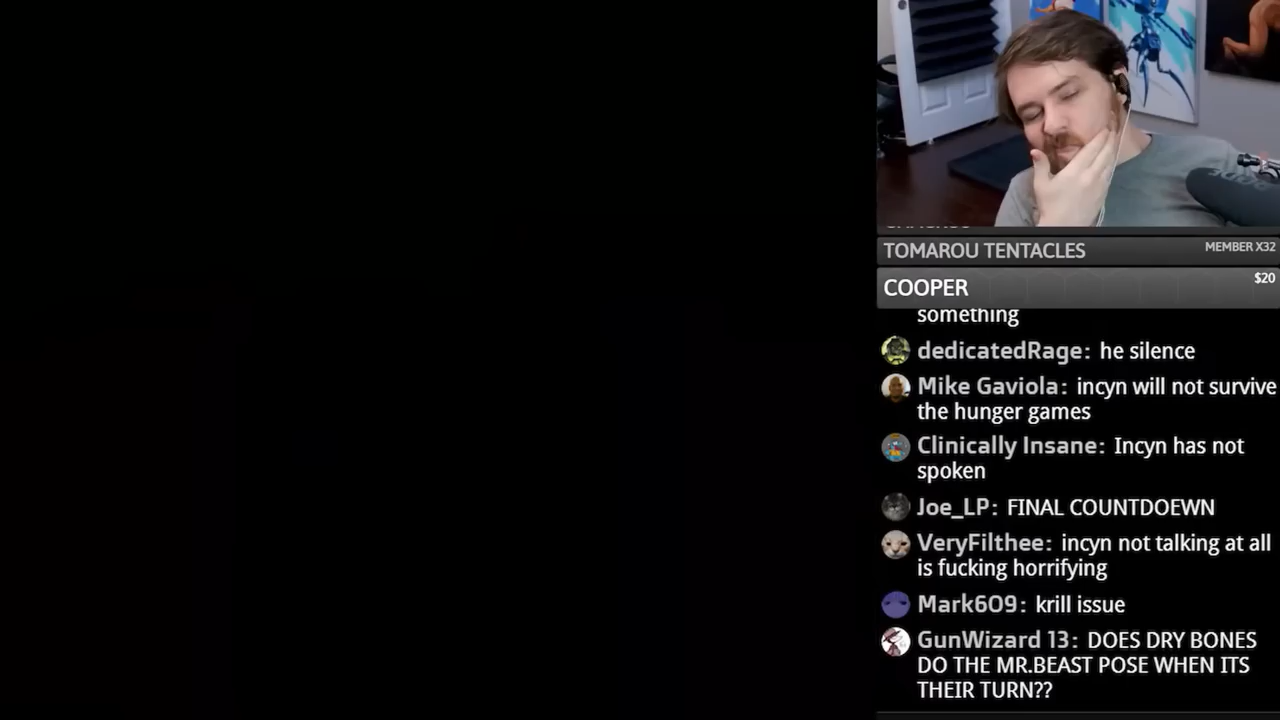 TOMAROU TENTACLES
MEMBER X32
COOPER
$20
something
dedicatedRage: he silence
Mike Gaviola: incyn will not survive
the hunger games
Clinically Insane: Incyn has not
spoken
Joe_LP: FINAL COUNTDOEWN
VeryFilthee: incyn not talking at all
is fucking horrifying
Mark6O9: krill issue
GunWizard 13: DOES DRY BONES
DO THE MR.BEAST POSE WHEN ITS
THEIR TURN??